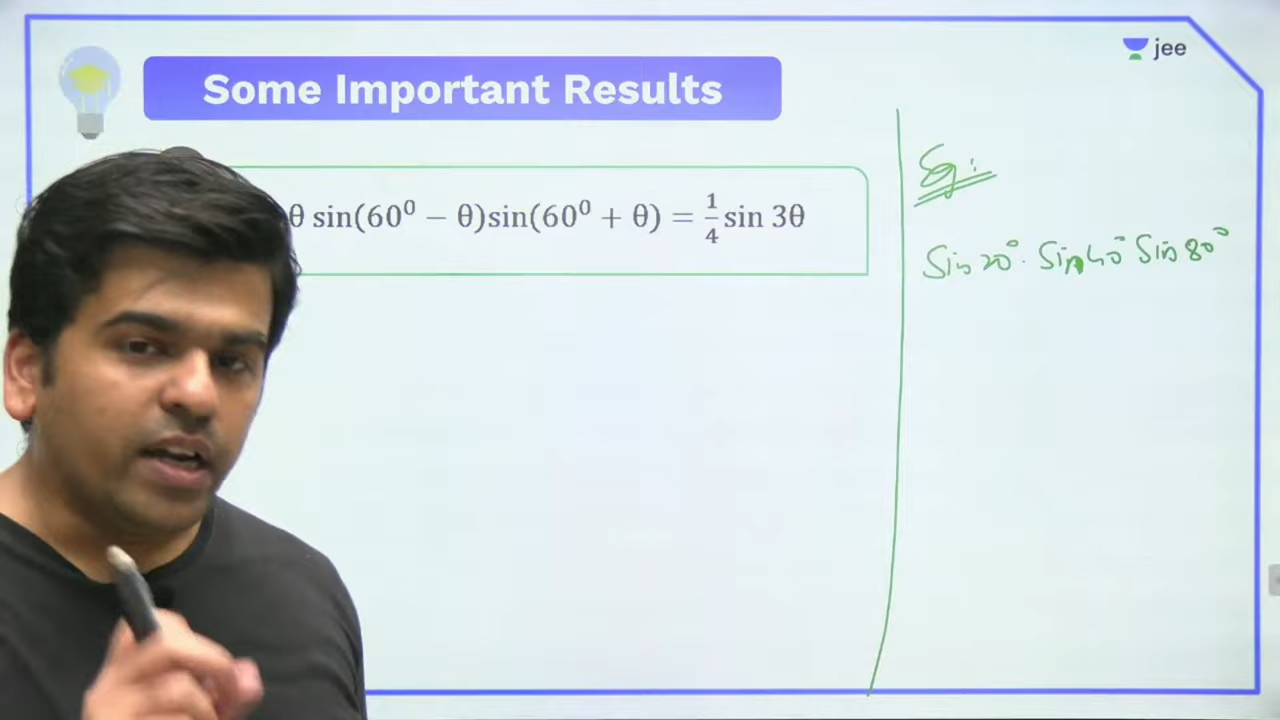 jee
Some Important Results
θ sin(60⁰ − θ)sin(60⁰ + θ) = 1/4 sin 3θ
Eg:
Sin 20° · Sin 40° Sin 80°